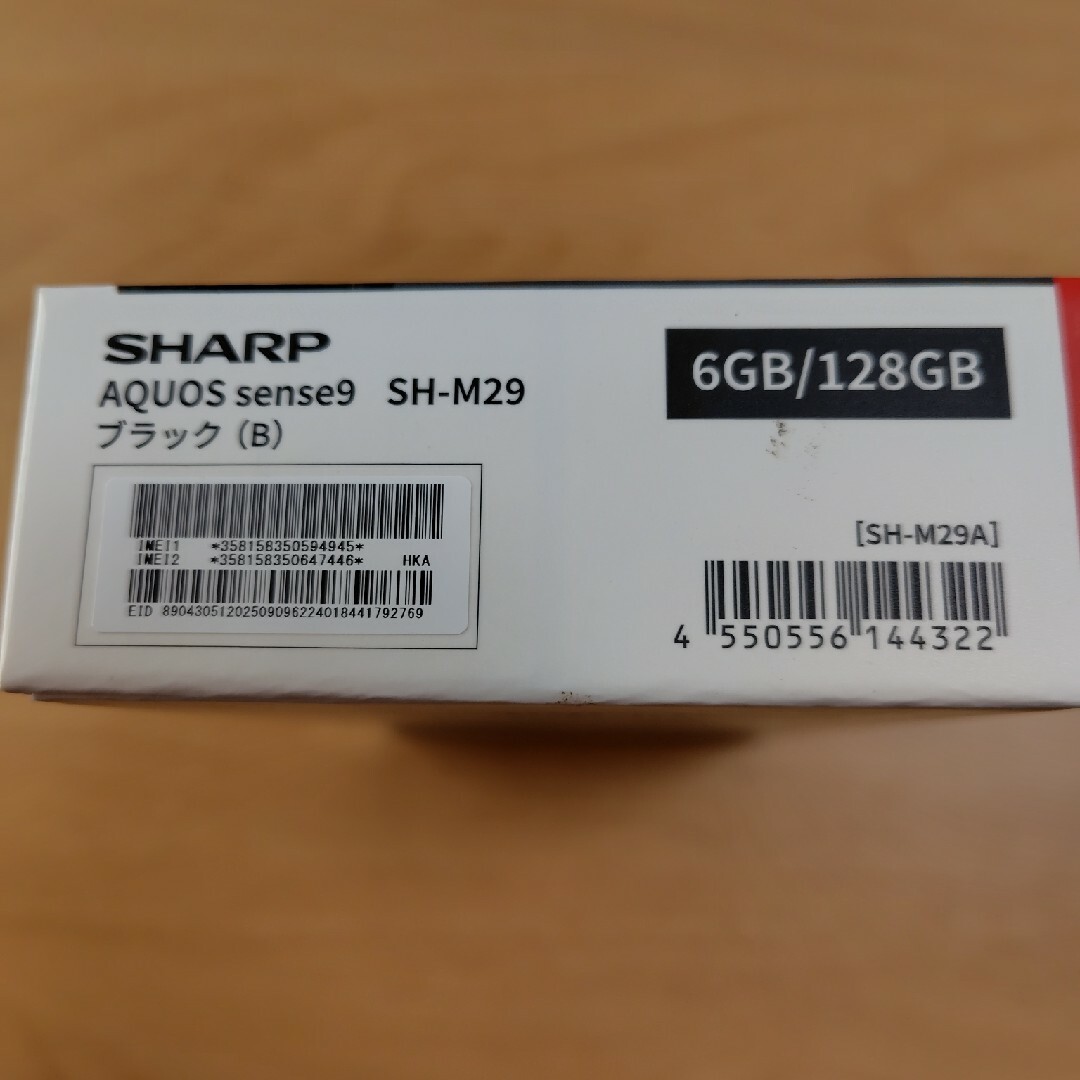 SHARP
AQUOS sense9 SH-M29
ブラック（B）
6GB/128GB
IMEI1 *358158350594945*
IMEI2 *358158350647446* HKA
EID 89043051202509096224018441792769
[SH-M29A]
4 550556 144322